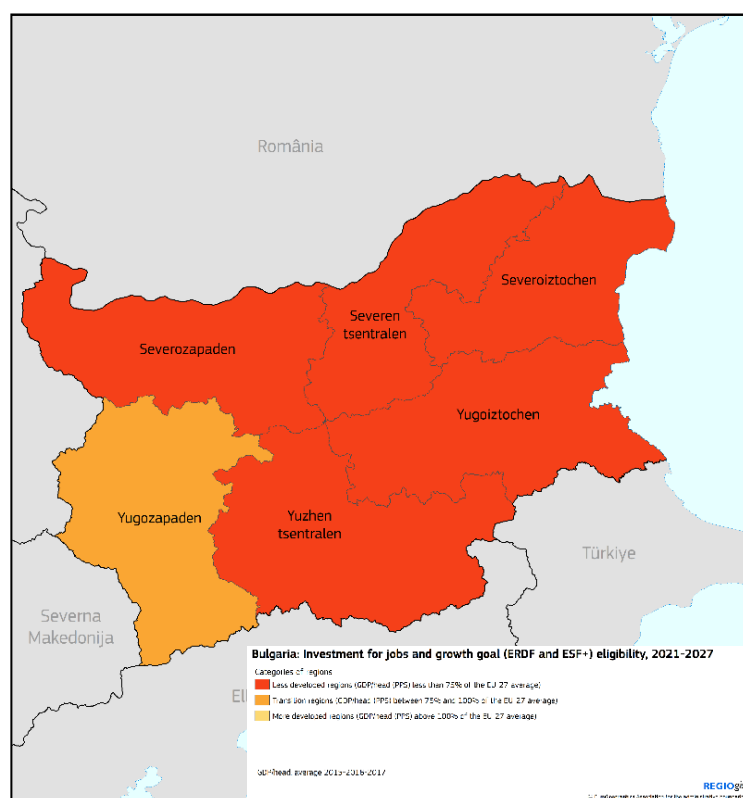 România
Severoiztochen
Severen
tsentralen
Severozapaden
Yugoiztochen
Yugozapaden
Yuzhen
tsentralen
Türkiye
Severna
Makedonija
El
Bulgaria: Investment for jobs and growth goal (ERDF and ESF+) eligibility, 2021-2027
Categories of regions
Less developed regions (GDP/head (PPS) less than 75% of the EU-27 average)
Transition regions (GDP/head (PPS) between 75% and 100% of the EU-27 average)
More developed regions (GDP/head (PPS) above 100% of the EU-27 average)
GDP/head, average 2015-2016-2017
REGIO